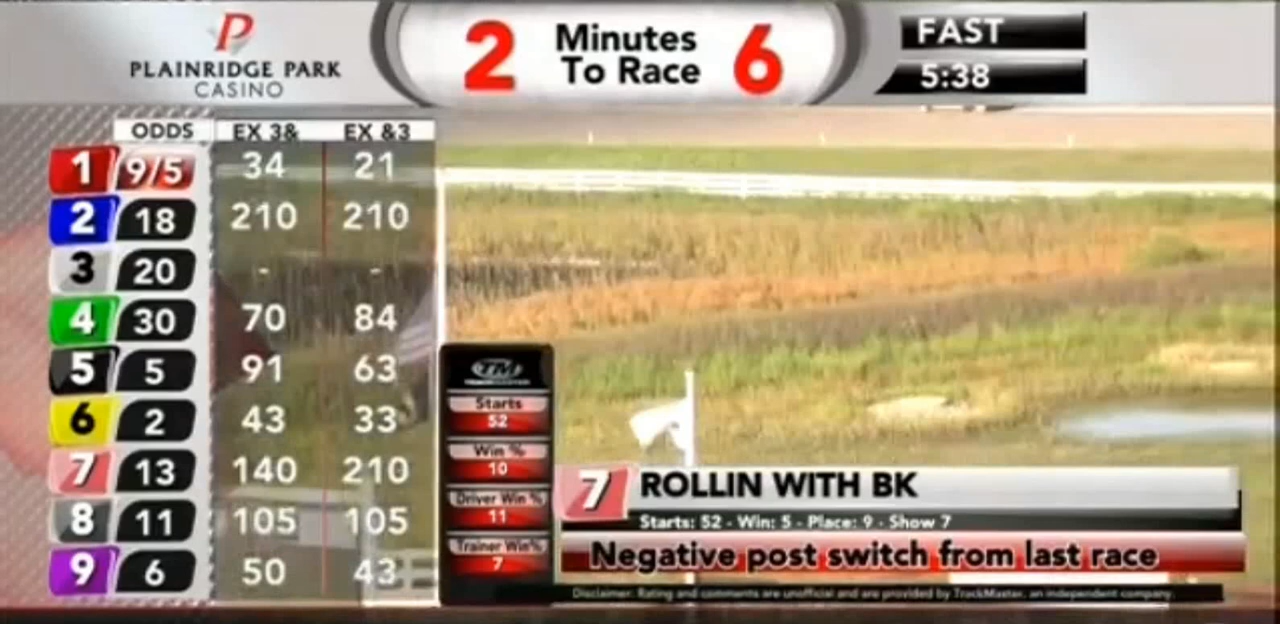 P
PLAINRIDGE PARK
CASINO
2 Minutes To Race 6
FAST
5:38
ODDS EX 3& EX &3
1 9/5 34 21
2 18 210 210
3 20 - -
4 30 70 84
5 5 91 63
6 2 43 33
7 13 140 210
8 11 105 105
9 6 50 43
TM
TRACKMASTER
Starts
52
Win %
10
Driver Win %
11
Trainer Win%
7
7 ROLLIN WITH BK
Starts: 52 - Win: 5 - Place: 9 - Show 7
Negative post switch from last race
Disclaimer: Rating and comments are unofficial and are provided by TrackMaster, an independent company.